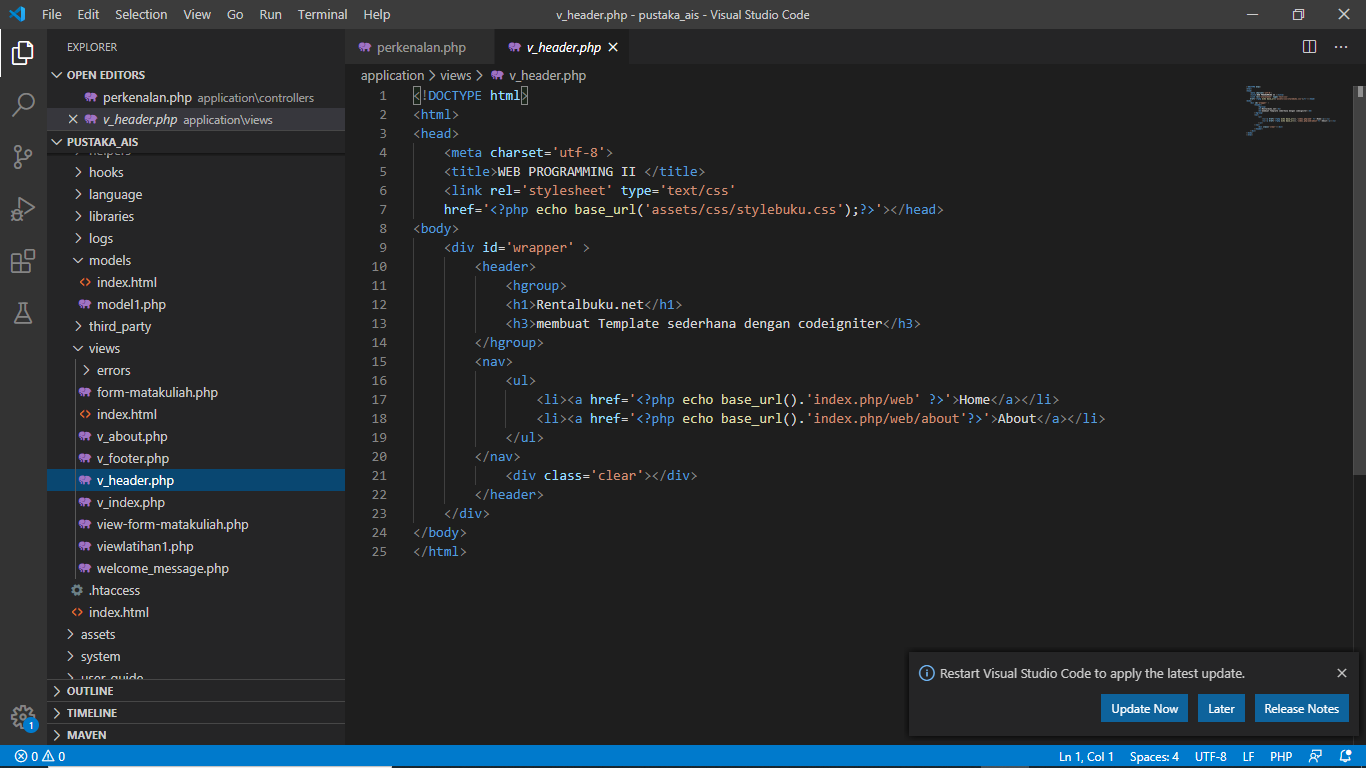 File Edit Selection View Go Run Terminal Help
v_header.php - pustaka_ais - Visual Studio Code
EXPLORER
OPEN EDITORS
perkenalan.php application\controllers
v_header.php application\views
PUSTAKA_AIS
helpers
hooks
language
libraries
logs
models
index.html
model1.php
third_party
views
errors
form-matakuliah.php
index.html
v_about.php
v_footer.php
v_header.php
v_index.php
view-form-matakuliah.php
viewlatihan1.php
welcome_message.php
.htaccess
index.html
assets
system
user_guide
OUTLINE
TIMELINE
MAVEN
perkenalan.php
v_header.php
application > views > v_header.php
1 <!DOCTYPE html>
2 <html>
3 <head>
4 <meta charset='utf-8'>
5 <title>WEB PROGRAMMING II </title>
6 <link rel='stylesheet' type='text/css'
7 href='<?php echo base_url('assets/css/stylebuku.css');?>'></head>
8 <body>
9 <div id='wrapper' >
10 <header>
11 <hgroup>
12 <h1>Rentalbuku.net</h1>
13 <h3>membuat Template sederhana dengan codeigniter</h3>
14 </hgroup>
15 <nav>
16 <ul>
17 <li><a href='<?php echo base_url().'index.php/web' ?>'>Home</a></li>
18 <li><a href='<?php echo base_url().'index.php/web/about'?>'>About</a></li>
19 </ul>
20 </nav>
21 <div class='clear'></div>
22 </header>
23 </div>
24 </body>
25 </html>
Restart Visual Studio Code to apply the latest update.
Update Now
Later
Release Notes
1
0 0
Ln 1, Col 1 Spaces: 4 UTF-8 LF PHP